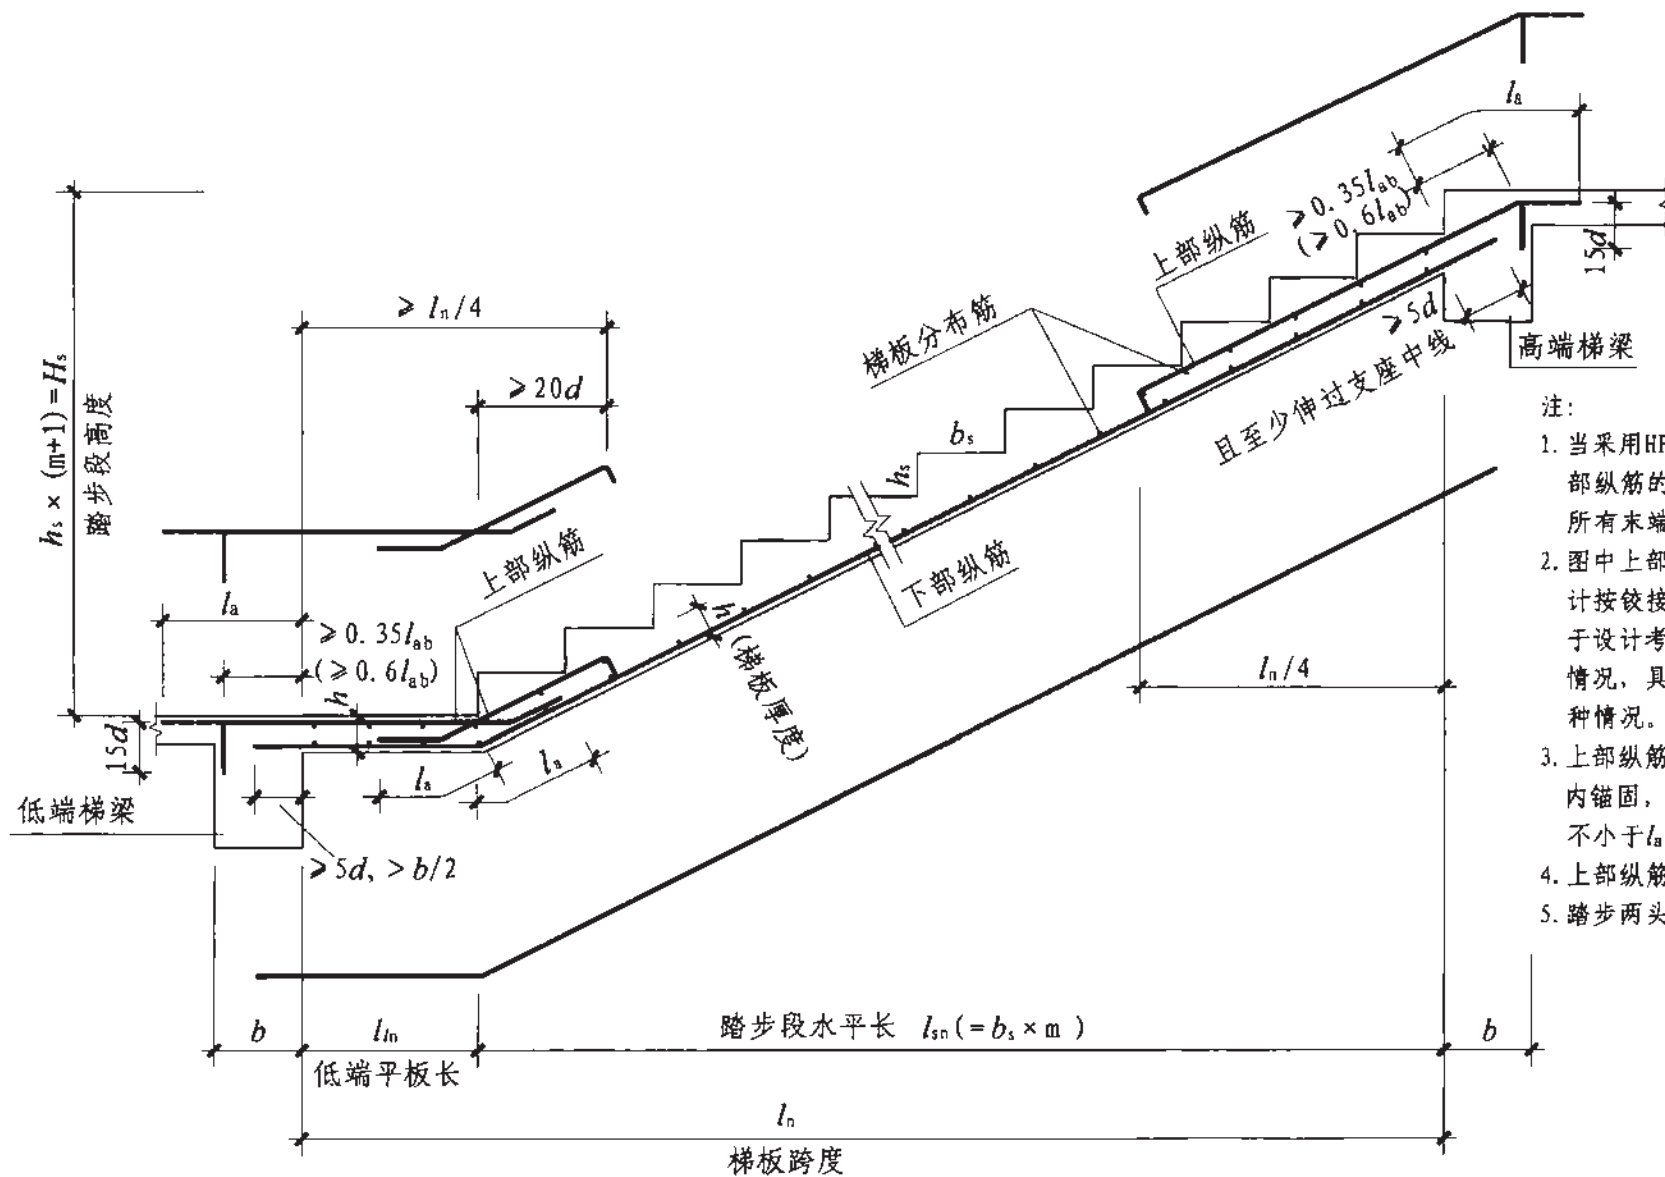 lₐ
≥0.35lₐb
(≥0.6lₐb)
上部纵筋
15d
≥lₙ/4
梯板分布筋
≥5d
高端梯梁
且至少伸过支座中线
≥20d
hₛ×(m+1)=Hₛ
踏步段高度
bₛ
hₛ
上部纵筋
下部纵筋
lₐ
≥0.35lₐb
(≥0.6lₐb)
h
h
(梯板厚度)
lₙ/4
15d
lₐ
lₐ
低端梯梁
≥5d, >b/2
注:
1. 当采用HP
部纵筋的
所有末端
2. 图中上部
计按铰接
于设计考
情况, 具
种情况。
3. 上部纵筋
内锚固,
不小于lₐ
4. 上部纵筋
5. 踏步两头
b
lₗₙ
踏步段水平长 lₛₙ(=bₛ×m)
b
低端平板长
lₙ
梯板跨度